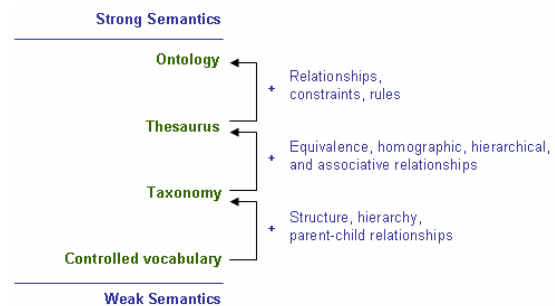 Strong Semantics
Ontology
+ Relationships,
constraints, rules
Thesaurus
+ Equivalence, homographic, hierarchical,
and associative relationships
Taxonomy
+ Structure, hierarchy,
parent-child relationships
Controlled vocabulary
Weak Semantics